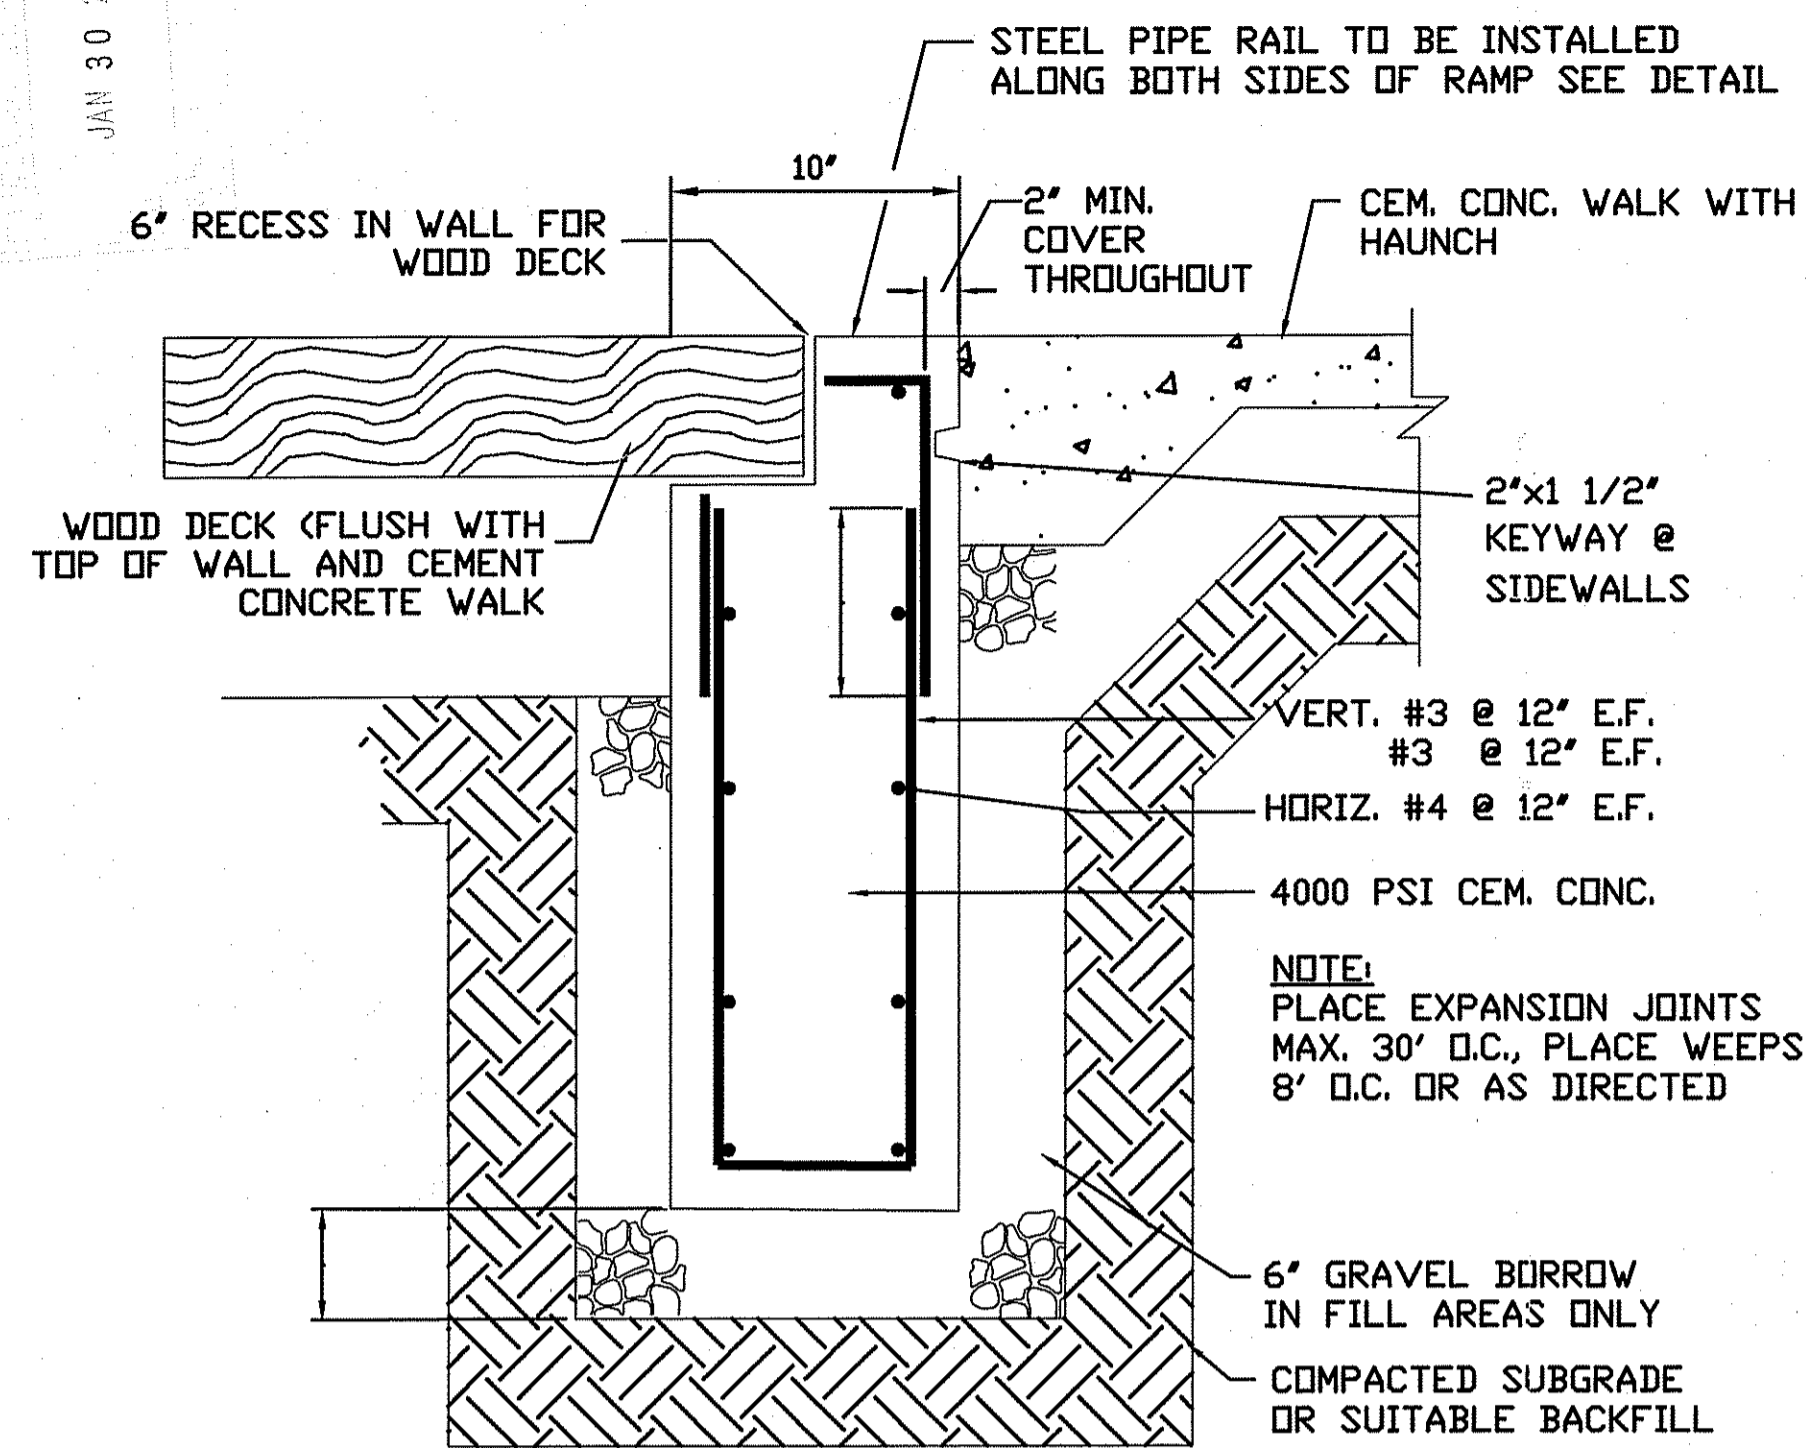 JAN 30
STEEL PIPE RAIL TO BE INSTALLED
ALONG BOTH SIDES OF RAMP SEE DETAIL
10"
6" RECESS IN WALL FOR
WOOD DECK
2" MIN.
COVER
THROUGHOUT
CEM. CONC. WALK WITH
HAUNCH
2"x1 1/2"
KEYWAY @
SIDEWALLS
WOOD DECK (FLUSH WITH
TOP OF WALL AND CEMENT
CONCRETE WALK
VERT. #3 @ 12" E.F.
#3 @ 12" E.F.
HORIZ. #4 @ 12" E.F.
4000 PSI CEM. CONC.
NOTE:
PLACE EXPANSION JOINTS
MAX. 30' O.C., PLACE WEEPS
8' O.C. OR AS DIRECTED
6" GRAVEL BORROW
IN FILL AREAS ONLY
COMPACTED SUBGRADE
OR SUITABLE BACKFILL